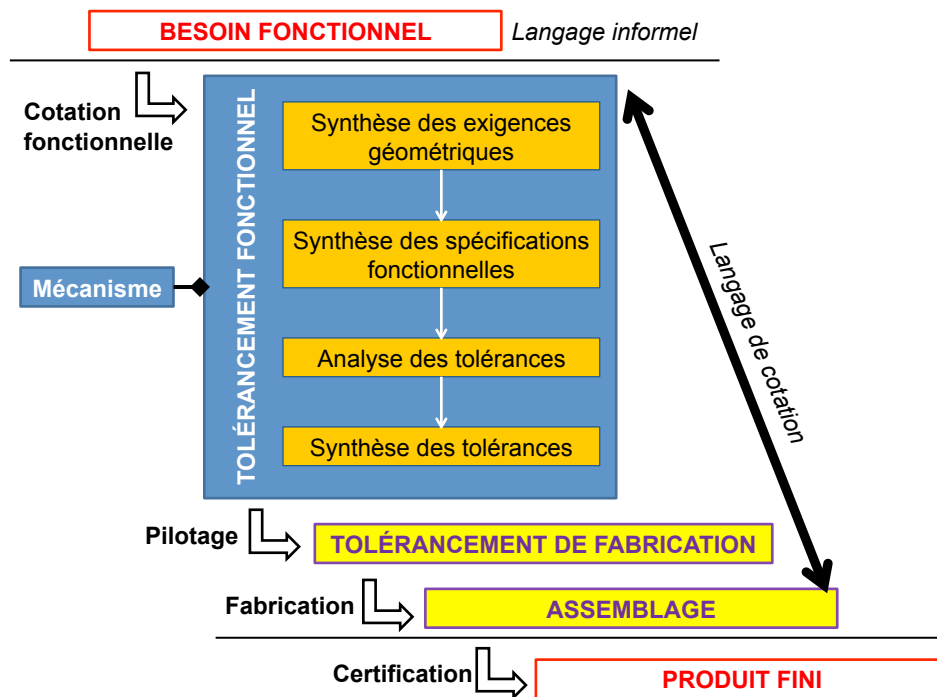 BESOIN FONCTIONNEL
Langage informel
Cotation
fonctionnelle
TOLÉRANCEMENT FONCTIONNEL
Synthèse des exigences
géométriques
Synthèse des spécifications
fonctionnelles
Mécanisme
Analyse des tolérances
Synthèse des tolérances
Langage de cotation
Pilotage
TOLÉRANCEMENT DE FABRICATION
Fabrication
ASSEMBLAGE
Certification
PRODUIT FINI